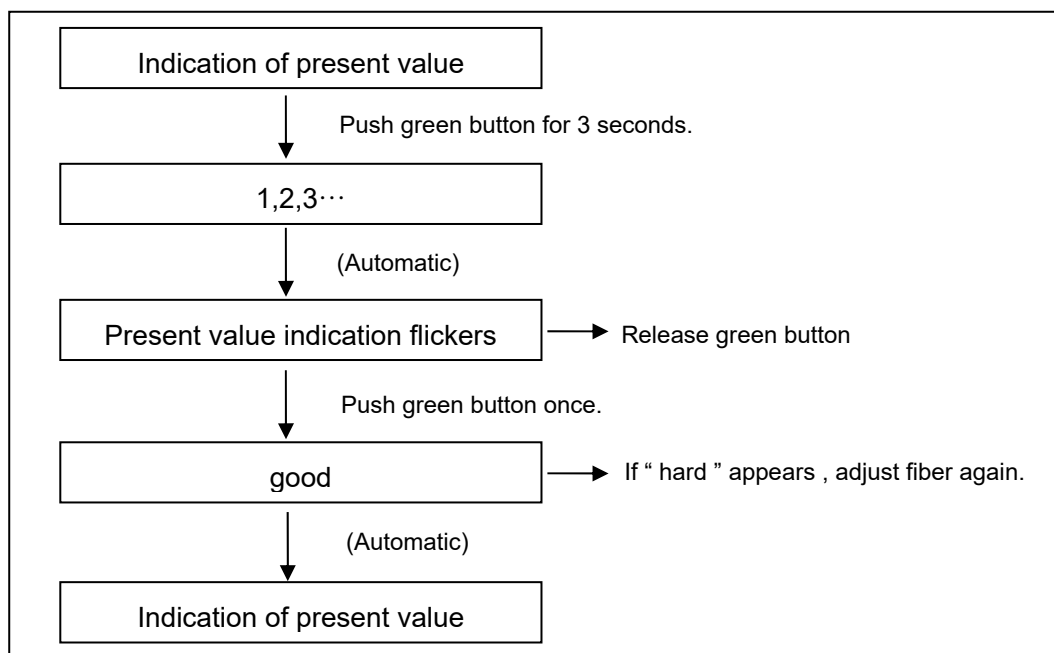 Indication of present value
Push green button for 3 seconds.
1,2,3⋯
(Automatic)
Present value indication flickers
Release green button
Push green button once.
good
If “ hard ” appears , adjust fiber again.
(Automatic)
Indication of present value